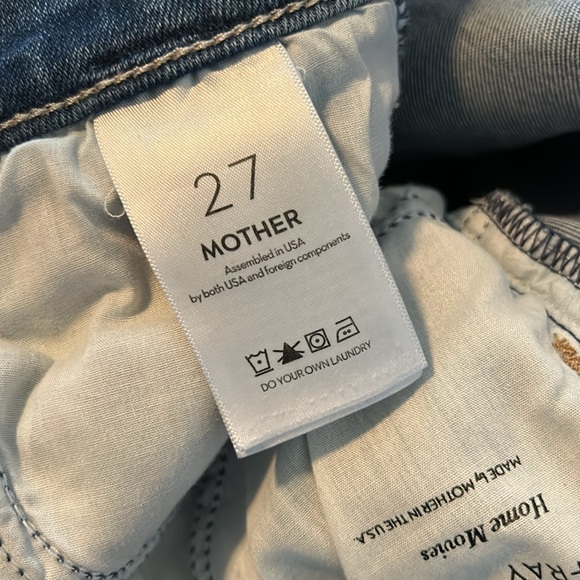 27
MOTHER
Assembled in USA
by both USA and foreign components
DO YOUR OWN LAUNDRY
MADE by MOTHER IN THE U.S.A.
Home Movies
FRAY